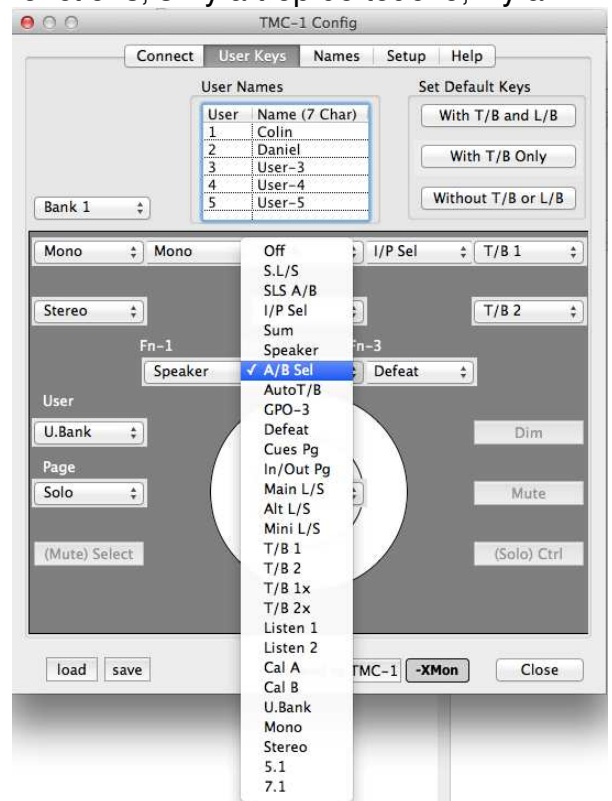 TMC-1 Config
Connect User Keys Names Setup Help
User Names
Set Default Keys
User Name (7 Char)
1 Colin
2 Daniel
3 User-3
4 User-4
5 User-5
With T/B and L/B
With T/B Only
Without T/B or L/B
Bank 1
Mono Mono I/P Sel T/B 1
Stereo T/B 2
Fn-1 Fn-3
Speaker Defeat
User
U.Bank Dim
Page
Solo Mute
(Mute) Select (Solo) Ctrl
Off
S.L/S
SLS A/B
I/P Sel
Sum
Speaker
✓ A/B Sel
AutoT/B
GPO-3
Defeat
Cues Pg
In/Out Pg
Main L/S
Alt L/S
Mini L/S
T/B 1
T/B 2
T/B 1x
T/B 2x
Listen 1
Listen 2
Cal A
Cal B
U.Bank
Mono
Stereo
5.1
7.1
load save TMC-1 -XMon Close